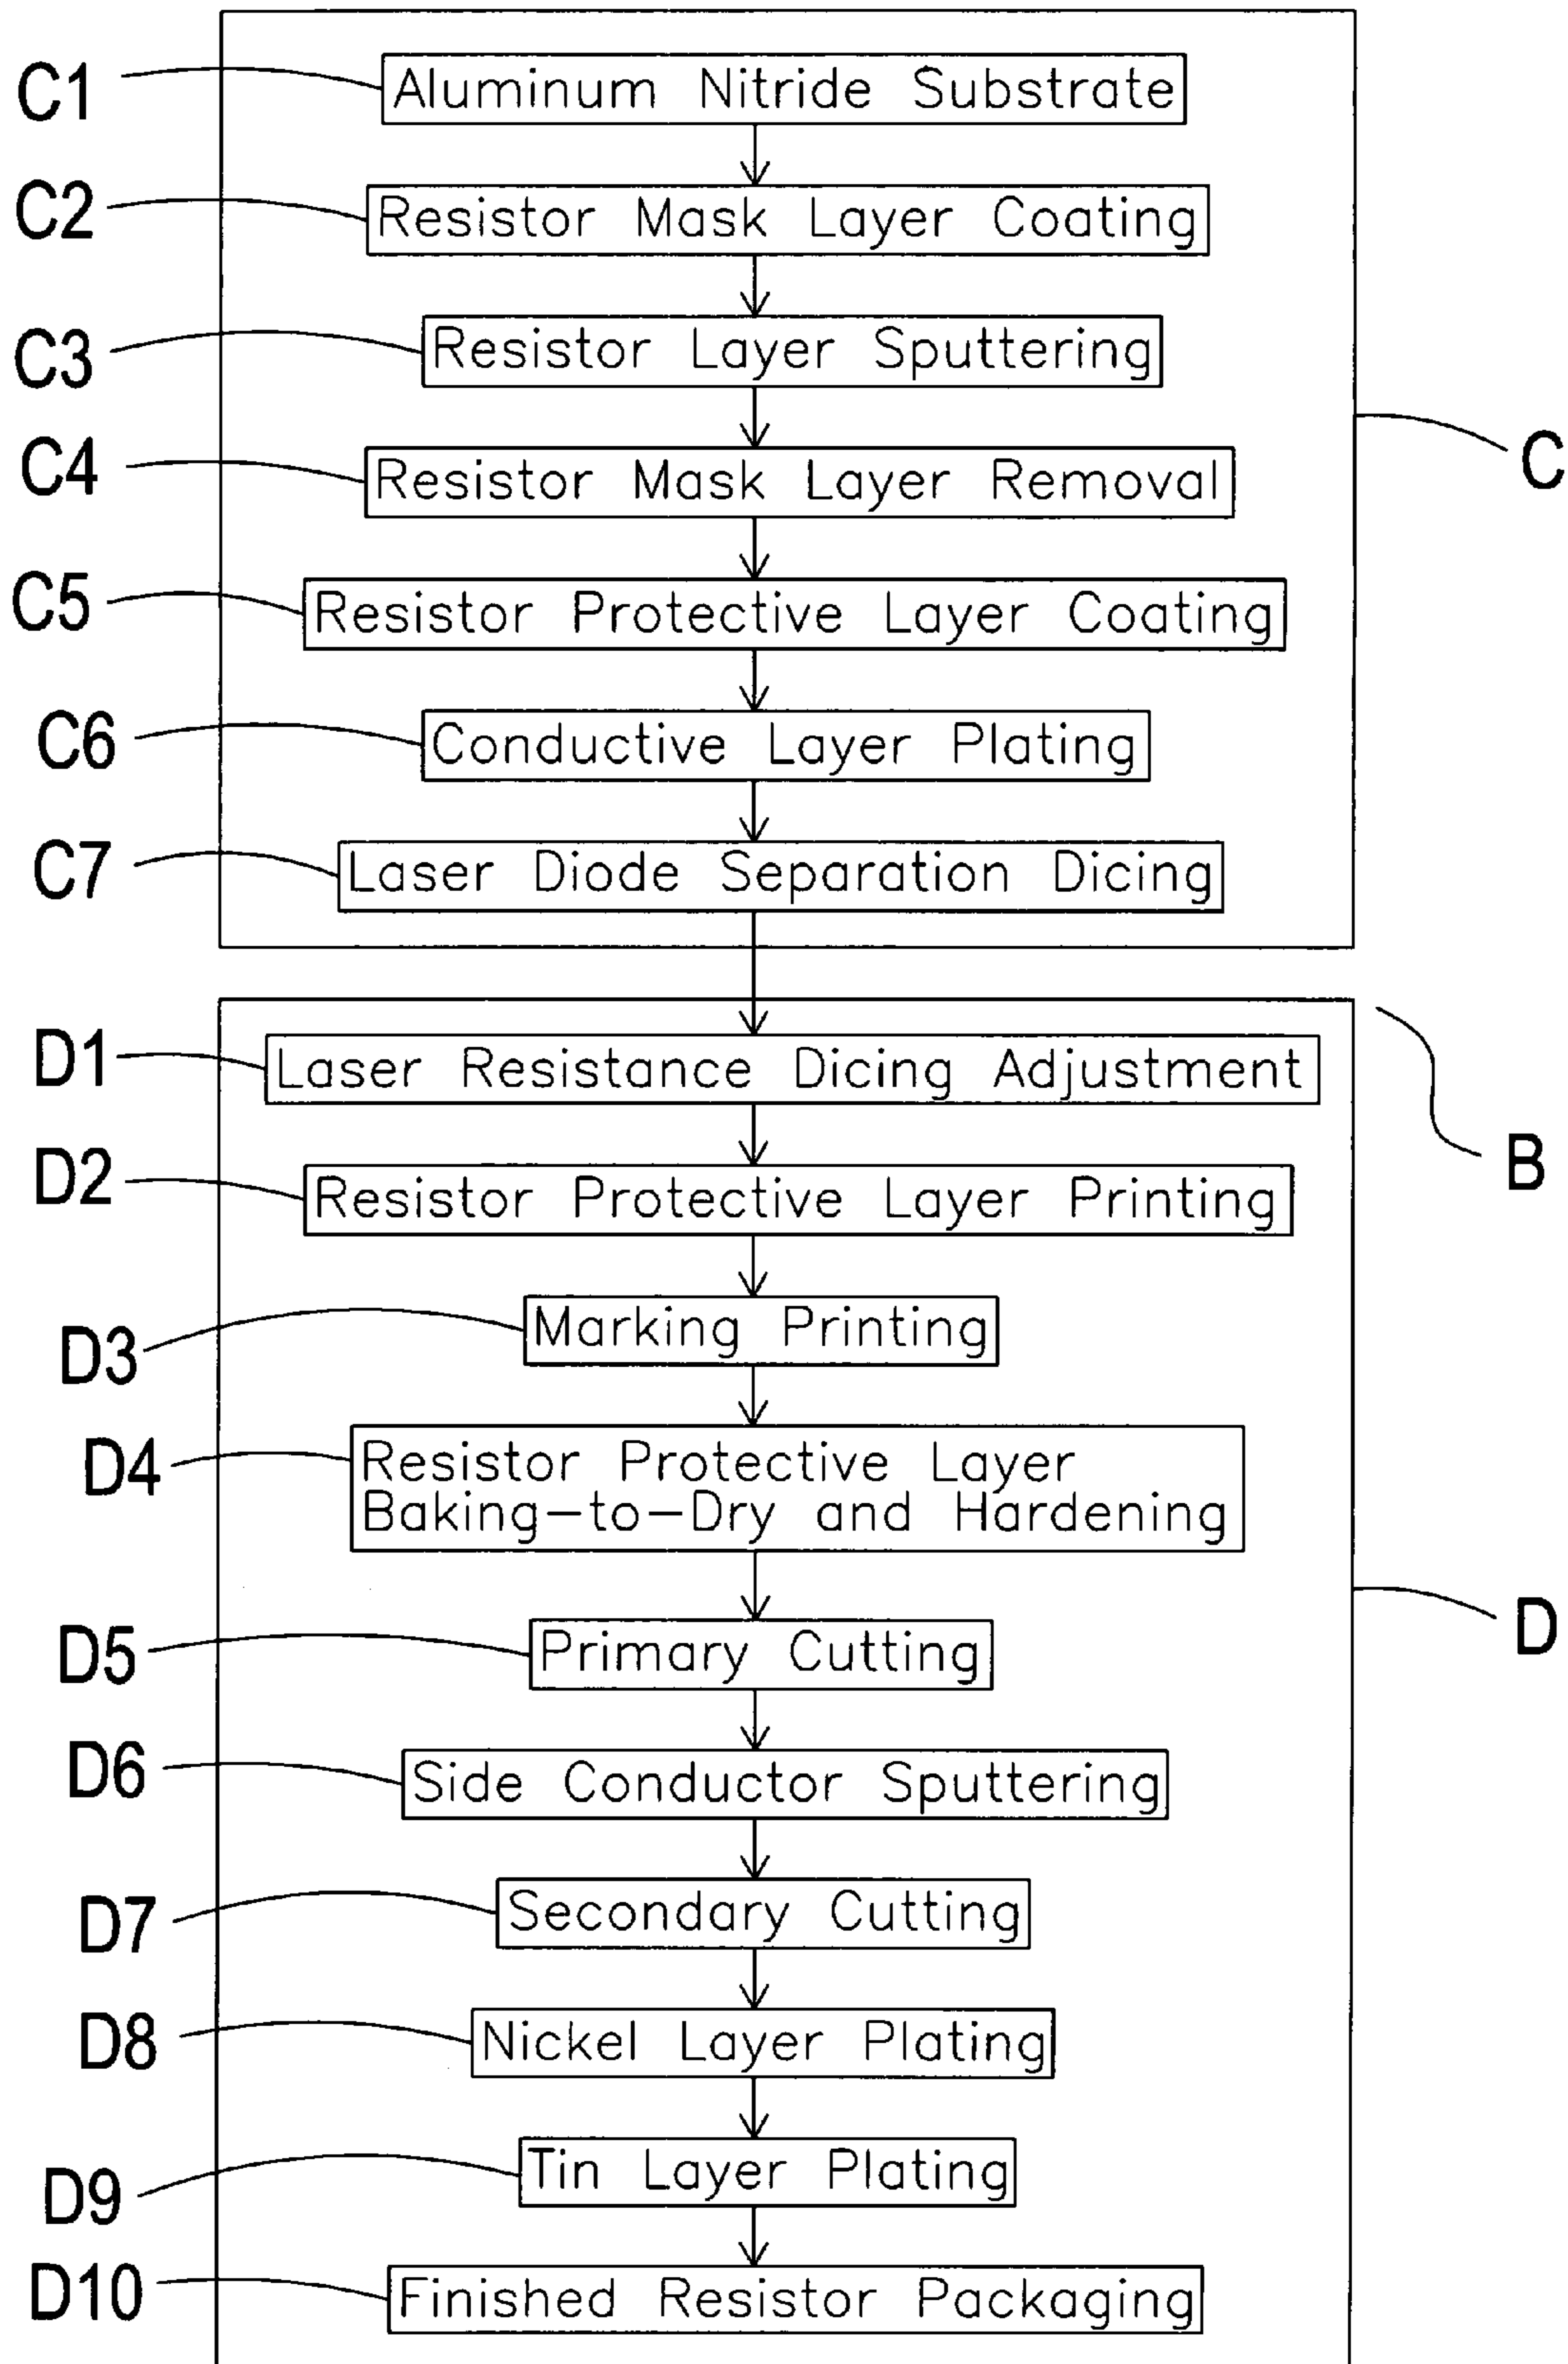 C1
Aluminum Nitride Substrate
C2
Resistor Mask Layer Coating
C3
Resistor Layer Sputtering
C
C4
Resistor Mask Layer Removal
C5
Resistor Protective Layer Coating
C6
Conductive Layer Plating
C7
Laser Diode Separation Dicing
D1
Laser Resistance Dicing Adjustment
B
D2
Resistor Protective Layer Printing
D3
Marking Printing
D4
Resistor Protective Layer
Baking-to-Dry and Hardening
D
D5
Primary Cutting
D6
Side Conductor Sputtering
D7
Secondary Cutting
D8
Nickel Layer Plating
D9
Tin Layer Plating
D10
Finished Resistor Packaging